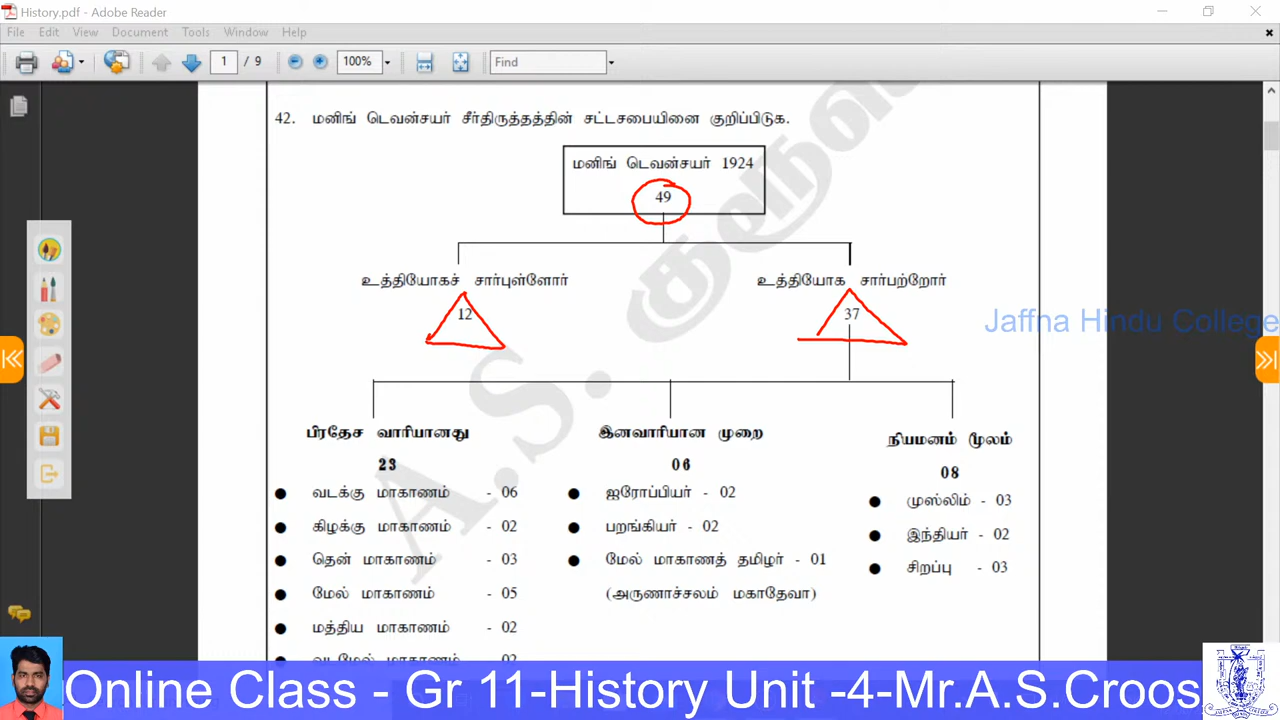 History.pdf - Adobe Reader
File Edit View Document Tools Window Help
1 / 9 100% Find
42. மனிங் டெவன்சயர் சீர்திருத்தத்தின் சட்டசபையினை குறிப்பிடுக.
மனிங் டெவன்சயர் 1924
49
உத்தியோகச் சார்புள்ளோர்
12
உத்தியோக சார்பற்றோர்
37
Jaffna Hindu College
பிரதேச வாரியானது
23
● வடக்கு மாகாணம் - 06
● கிழக்கு மாகாணம் - 02
● தென் மாகாணம் - 03
● மேல் மாகாணம் - 05
● மத்திய மாகாணம் - 02
● வடமேல் மாகாணம் - 02
இனவாரியான முறை
06
● ஐரோப்பியர் - 02
● பறங்கியர் - 02
● மேல் மாகாணத் தமிழர் - 01
(அருணாச்சலம் மகாதேவா)
நியமனம் மூலம்
08
● முஸ்லிம் - 03
● இந்தியர் - 02
● சிறப்பு - 03
A.S.
Online Class - Gr 11-History Unit -4-Mr.A.S.Croos